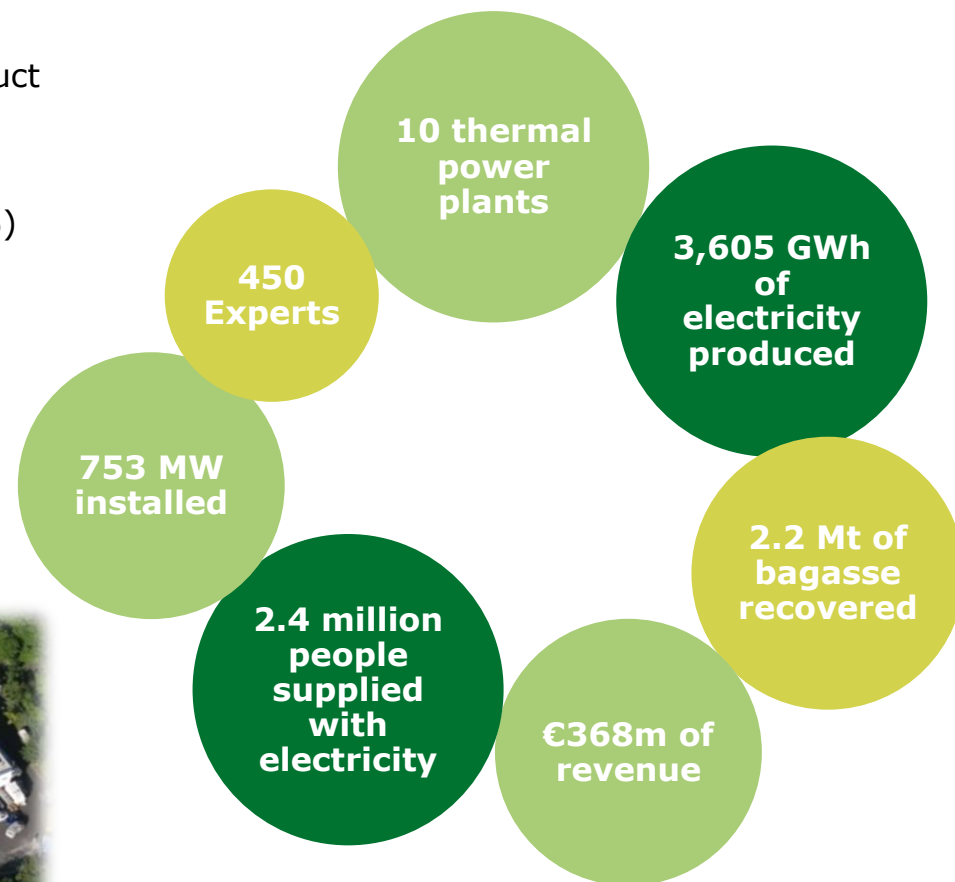 uct
)
10 thermal
power
plants
3,605 GWh
of
electricity
produced
2.2 Mt of
bagasse
recovered
€368m of
revenue
2.4 million
people
supplied
with
electricity
753 MW
installed
450
Experts